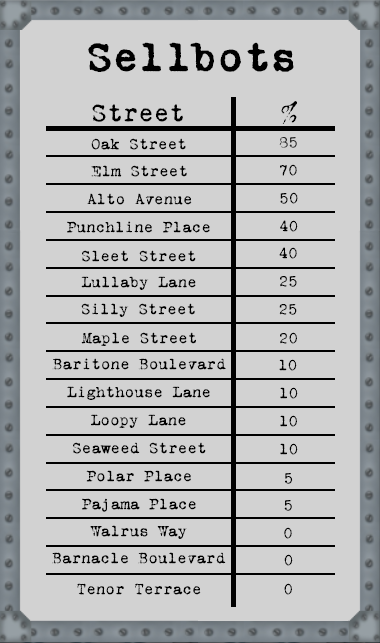 Sellbots
Street %
Oak Street 85
Elm Street 70
Alto Avenue 50
Punchline Place 40
Sleet Street 40
Lullaby Lane 25
Silly Street 25
Maple Street 20
Baritone Boulevard 10
Lighthouse Lane 10
Loopy Lane 10
Seaweed Street 10
Polar Place 5
Pajama Place 5
Walrus Way 0
Barnacle Boulevard 0
Tenor Terrace 0